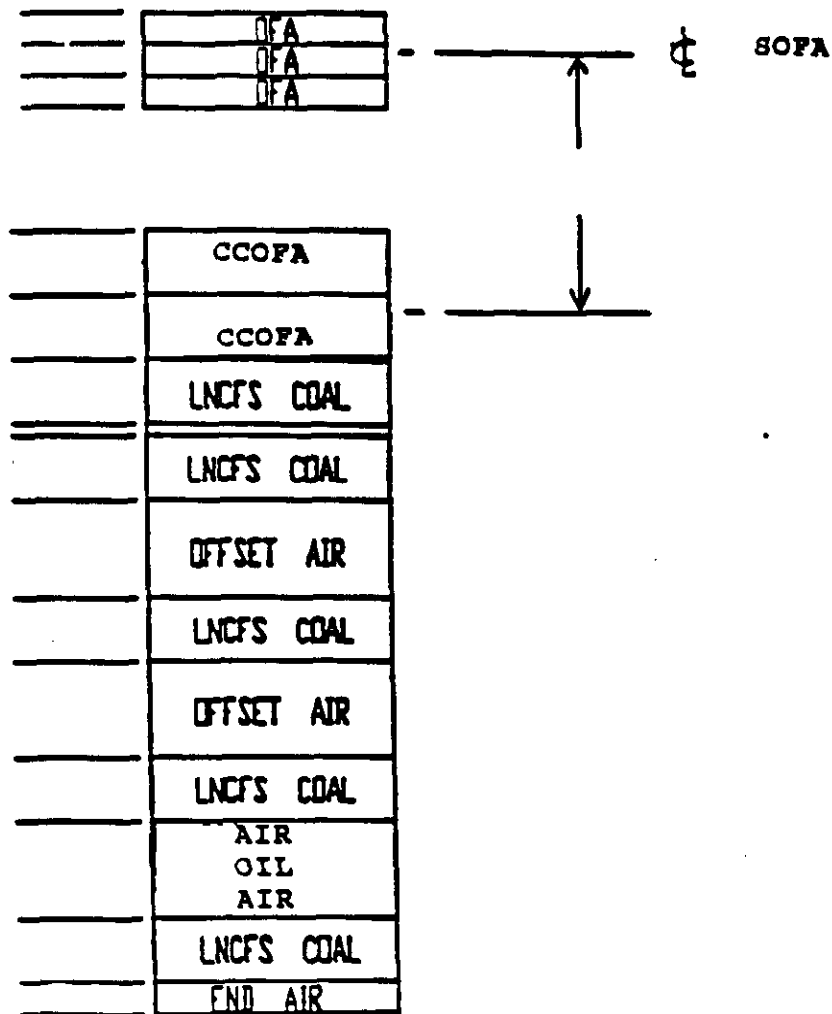 OFA
OFA
OFA
℄ SOFA
CCOFA
CCOFA
LNCFS COAL
LNCFS COAL
OFFSET AIR
LNCFS COAL
OFFSET AIR
LNCFS COAL
AIR
OIL
AIR
LNCFS COAL
END AIR